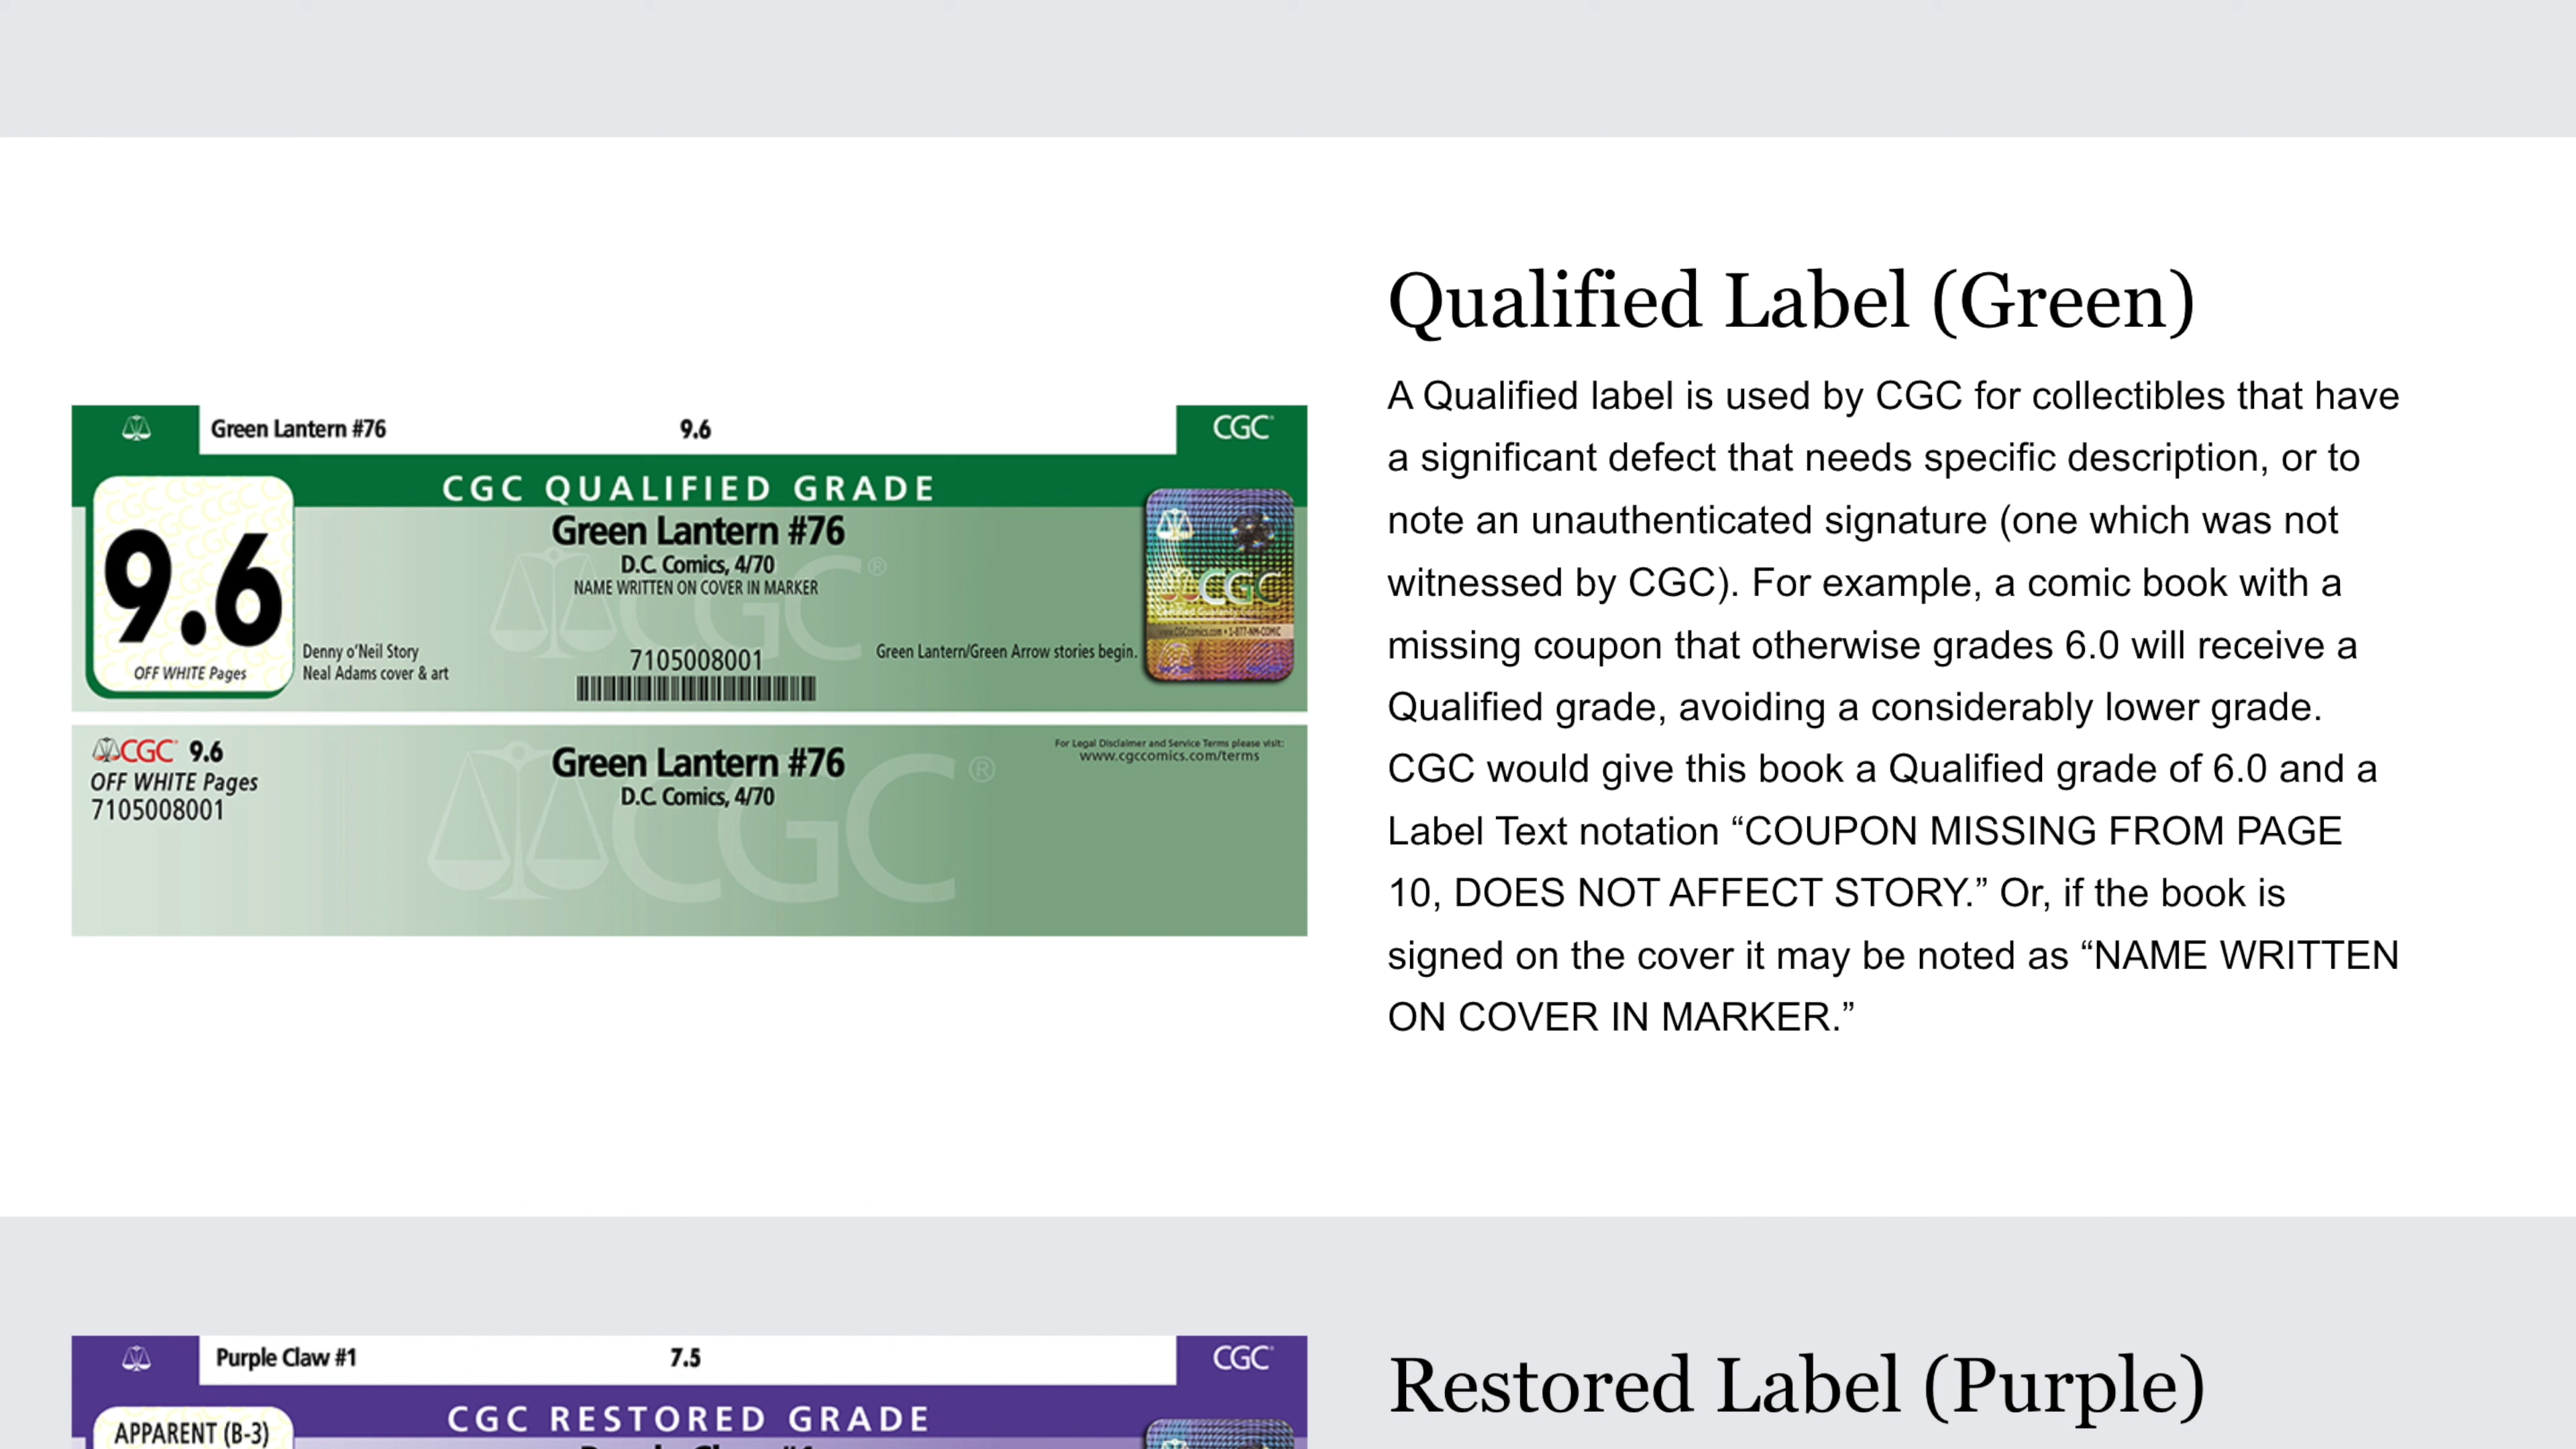 Green Lantern #76 9.6 CGC
CGC QUALIFIED GRADE
Green Lantern #76
D.C. Comics, 4/70
NAME WRITTEN ON COVER IN MARKER
9.6
OFF WHITE Pages
Denny o'Neil Story
Neal Adams cover & art
7105008001
Green Lantern/Green Arrow stories begin.
CGC
CGC 9.6
OFF WHITE Pages
7105008001
Green Lantern #76
D.C. Comics, 4/70
For Legal Disclaimer and Service Terms please visit:
www.cgccomics.com/terms
CGC®
Qualified Label (Green)
A Qualified label is used by CGC for collectibles that have
a significant defect that needs specific description, or to
note an unauthenticated signature (one which was not
witnessed by CGC). For example, a comic book with a
missing coupon that otherwise grades 6.0 will receive a
Qualified grade, avoiding a considerably lower grade.
CGC would give this book a Qualified grade of 6.0 and a
Label Text notation “COUPON MISSING FROM PAGE
10, DOES NOT AFFECT STORY.” Or, if the book is
signed on the cover it may be noted as “NAME WRITTEN
ON COVER IN MARKER.”
Purple Claw #1 7.5 CGC
CGC RESTORED GRADE
APPARENT (B-3)
Restored Label (Purple)